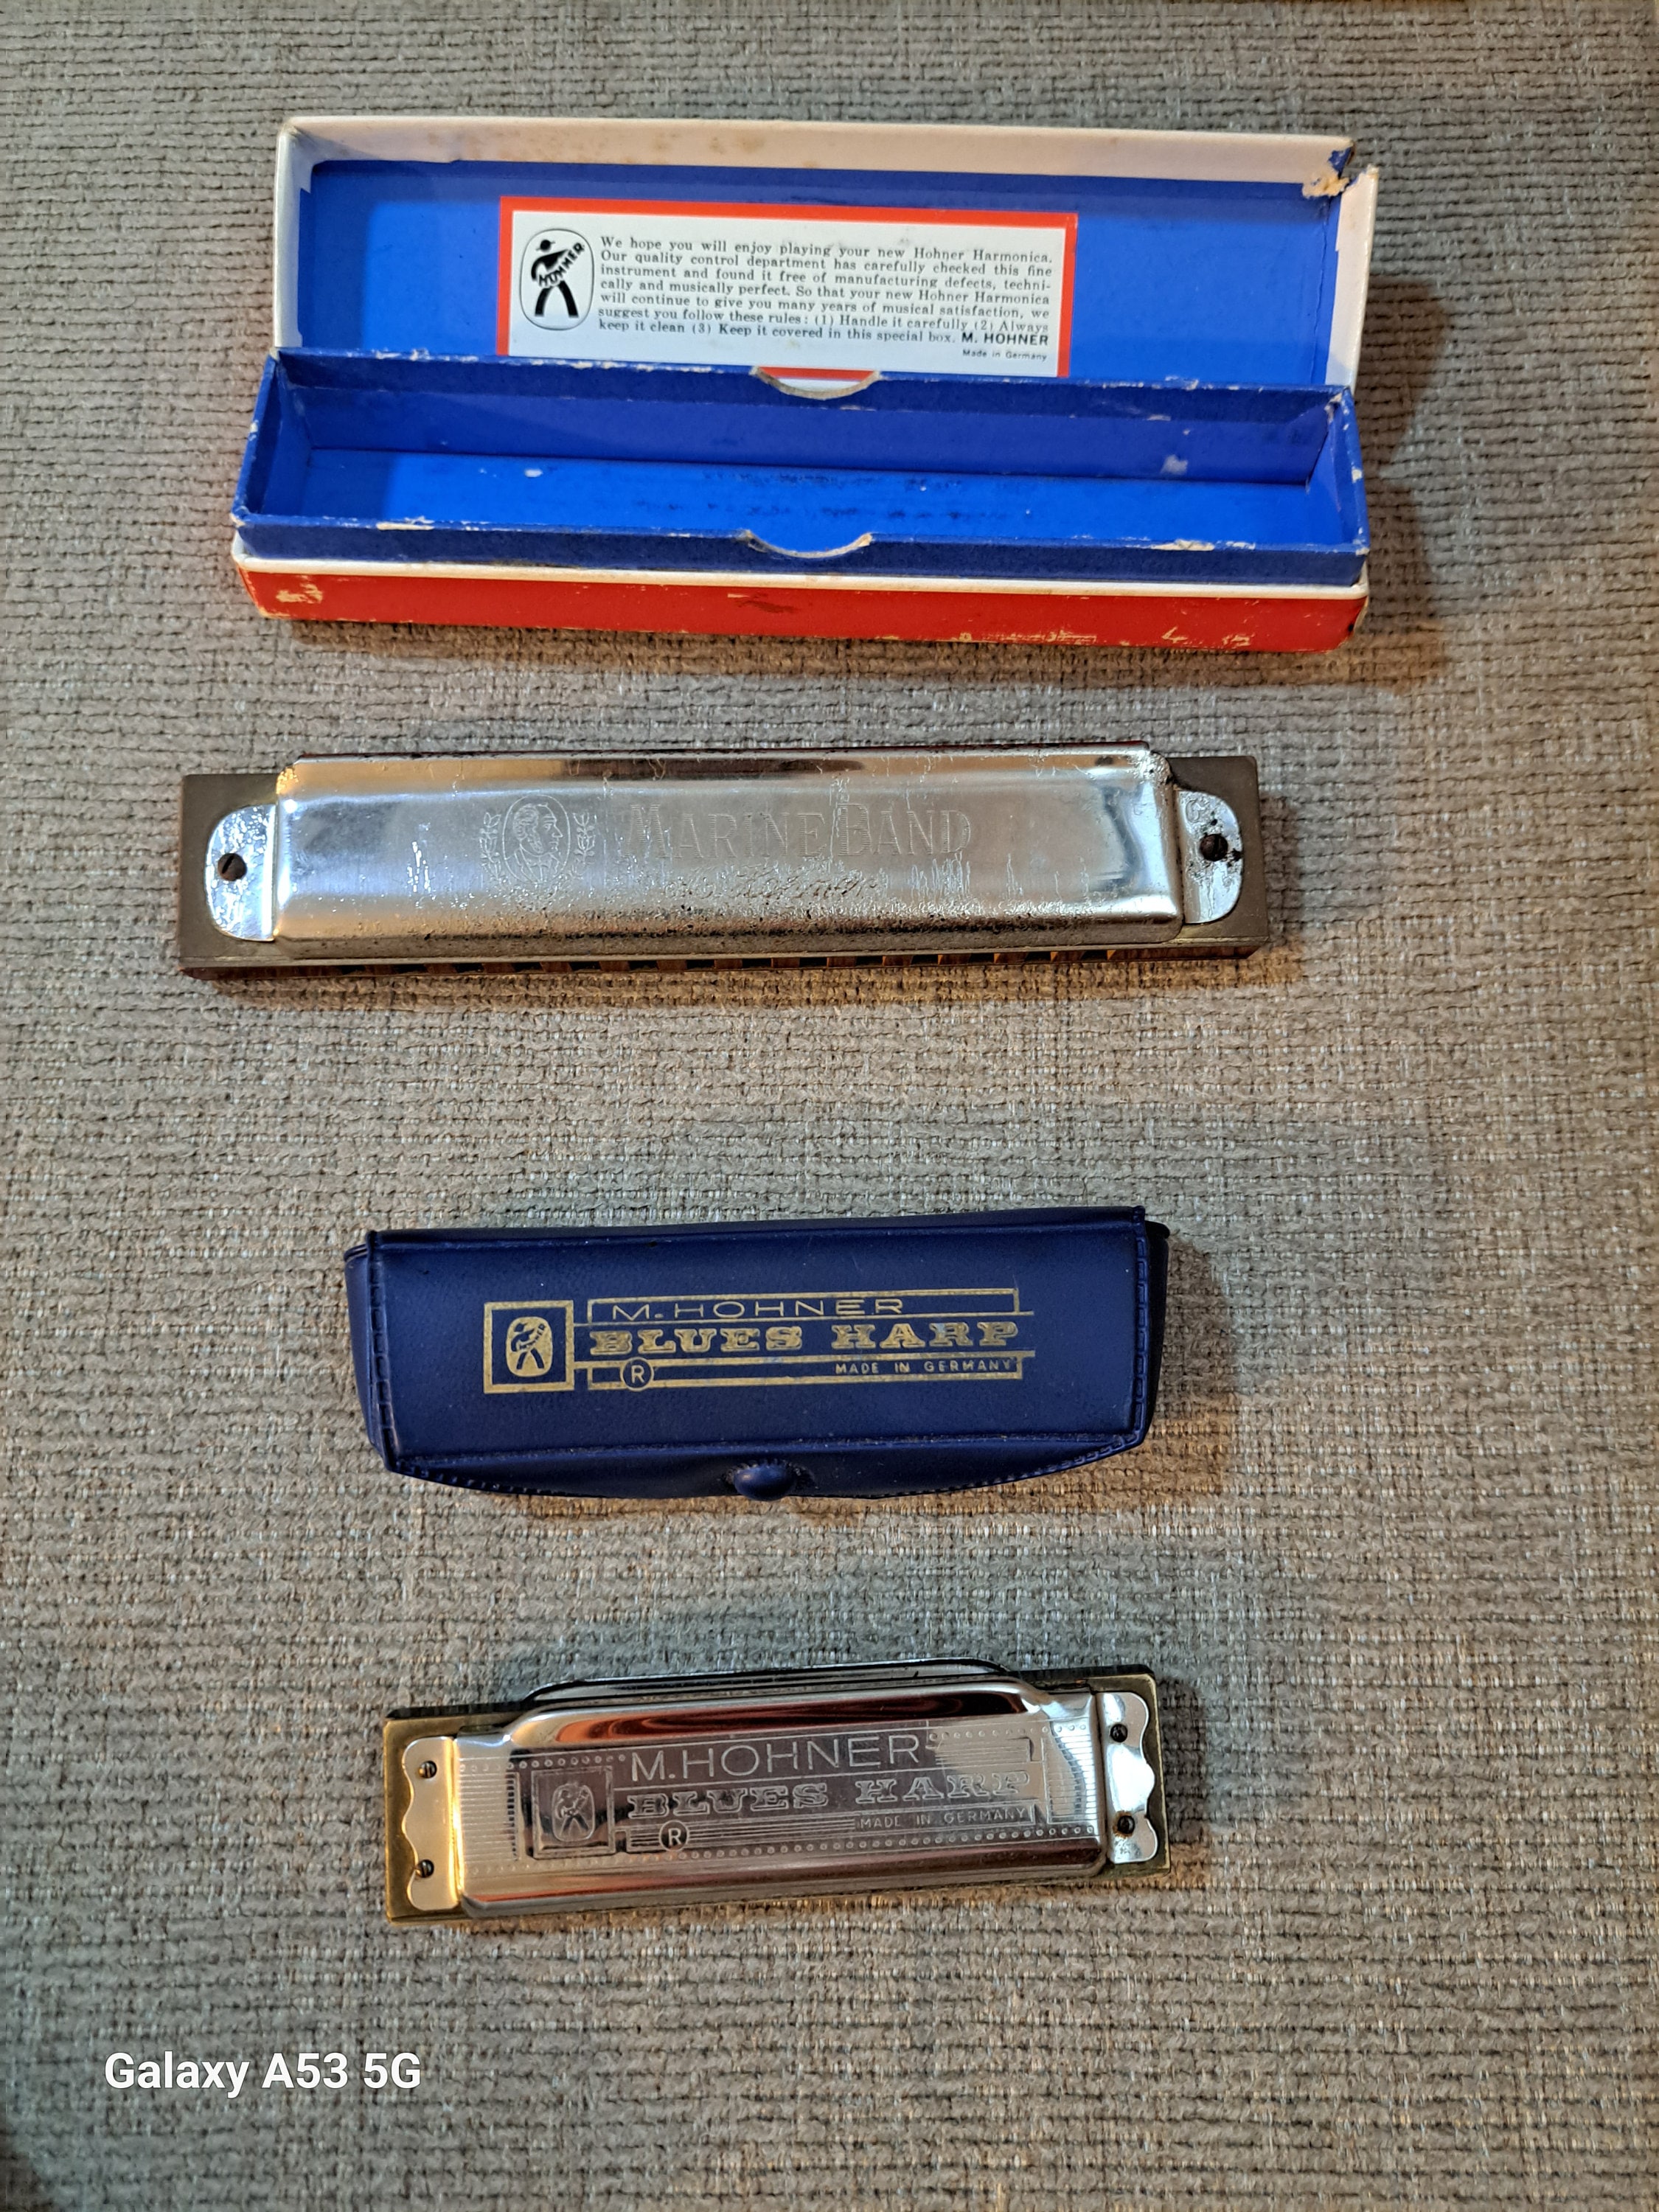 HOHNER
We hope you will enjoy playing your new Hohner Harmonica.
Our quality control department has carefully checked this fine
instrument and found it free of manufacturing defects, techni-
cally and musically perfect. So that your new Hohner Harmonica
will continue to give you many years of musical satisfaction, we
suggest you follow these rules: (1) Handle it carefully (2) Always
keep it clean (3) Keep it covered in this special box. M. HOHNER
Made in Germany
MARINE BAND
M. HOHNER
BLUES HARP
® MADE IN GERMANY
M. HOHNER
BLUES HARP
® MADE IN GERMANY
Galaxy A53 5G